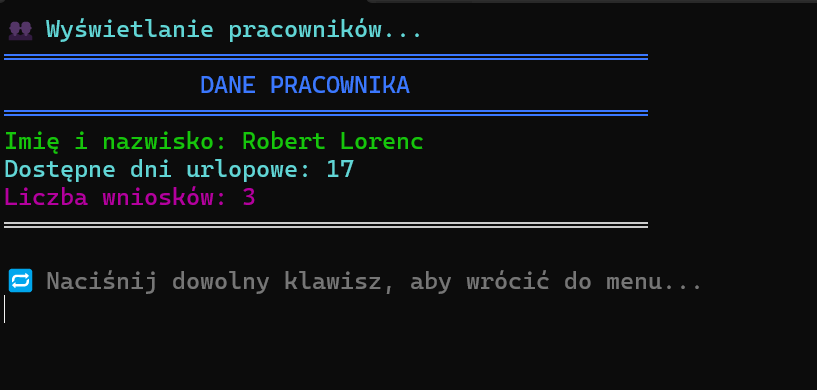 Wyświetlanie pracowników...
DANE PRACOWNIKA
Imię i nazwisko: Robert Lorenc
Dostępne dni urlopowe: 17
Liczba wniosków: 3
Naciśnij dowolny klawisz, aby wrócić do menu...